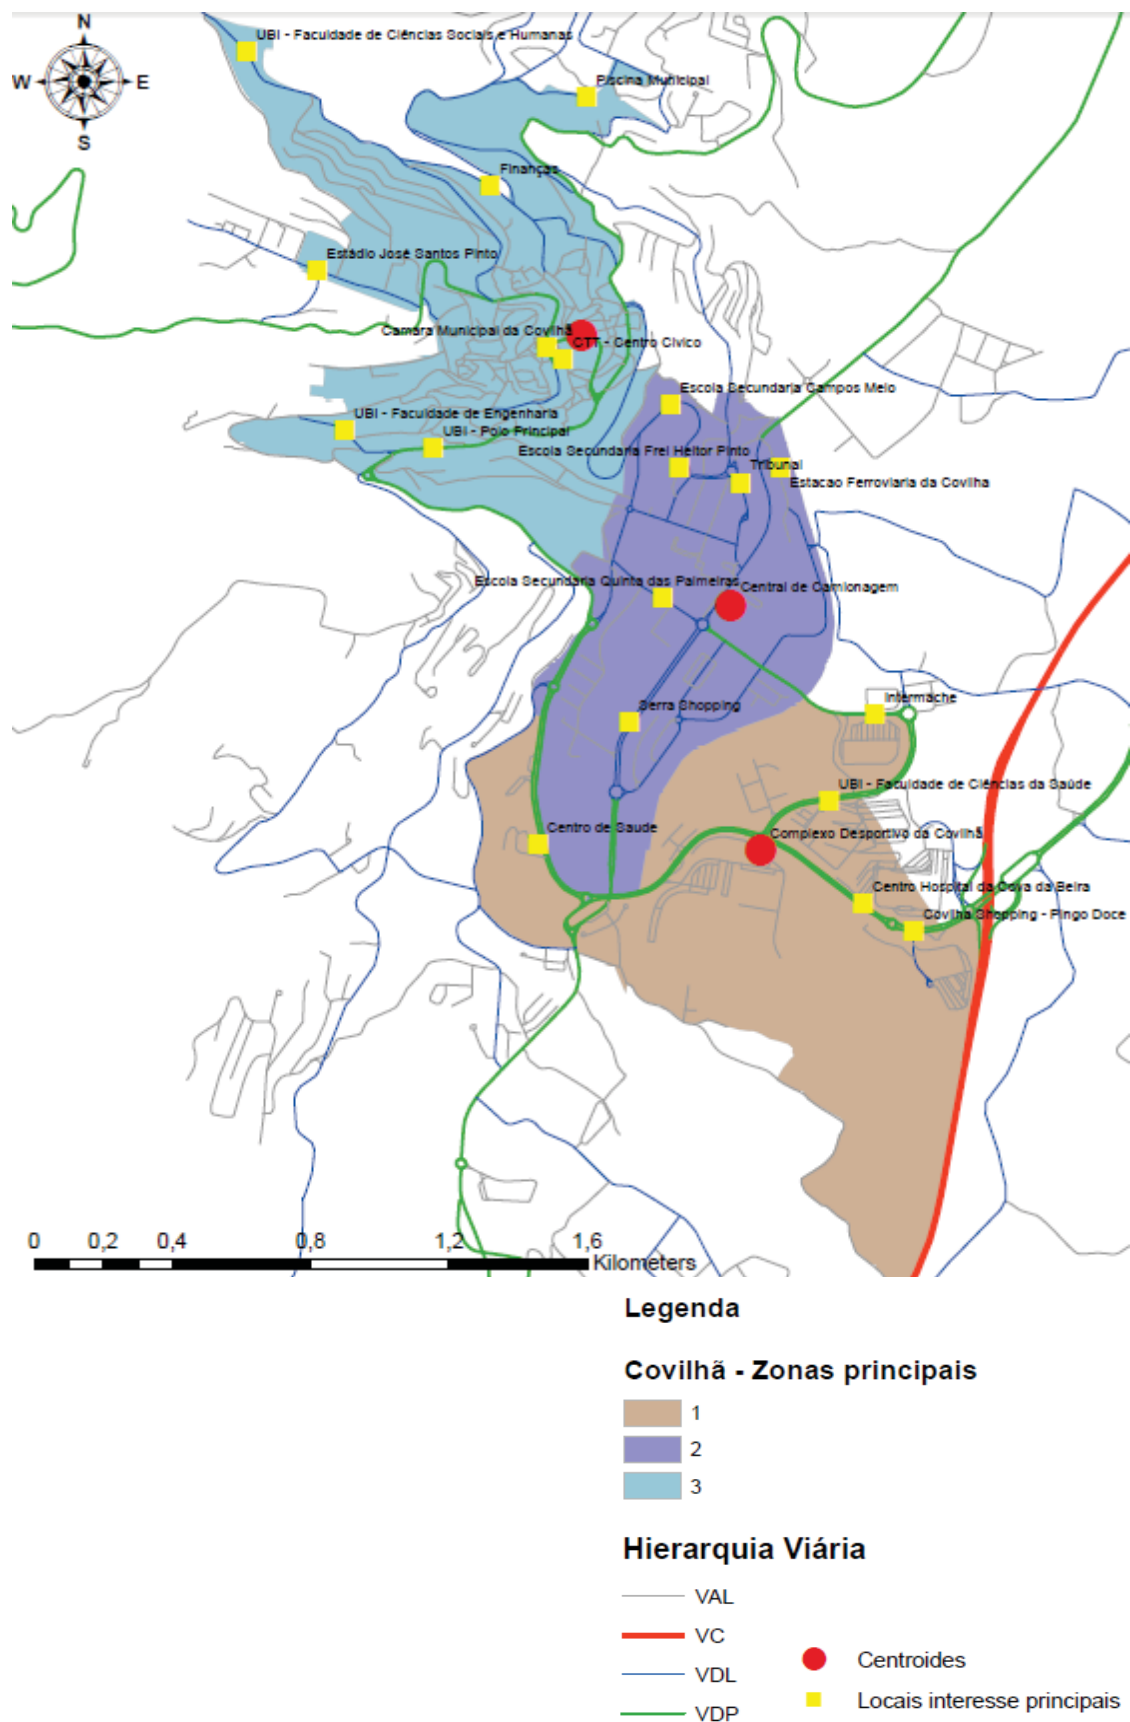 N
UBI - Faculdade de Ciências Sociais e Humanas
W
E
Piscina Municipal
S
Finanças
Estádio José Santos Pinto
Camara Municipal da Covilhã
CTT - Centro Civico
Escola Secundaria Campos Melo
UBI - Faculdade de Engenharia
UBI - Polo Principal
Escola Secundaria Frei Heitor Pinto
Tribunal
Estacao Ferroviaria da Covilha
Escola Secundária Quinta das Palmeiras
Central de Camionagem
Intermache
Serra Shopping
UBI - Faculdade de Ciências da Saúde
Centro de Saude
Complexo Desportivo da Covilhã
Centro Hospital da Cova da Beira
Covilha Shopping - Pingo Doce
0 0,2 0,4 0,8 1,2 1,6
Kilometers
Legenda
Covilhã - Zonas principais
1
2
3
Hierarquia Viária
VAL
VC
VDL
VDP
Centroides
Locais interesse principais